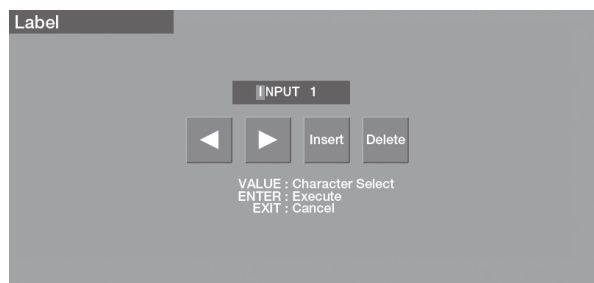 Label
INPUT 1
Insert Delete
VALUE : Character Select
ENTER : Execute
EXIT : Cancel